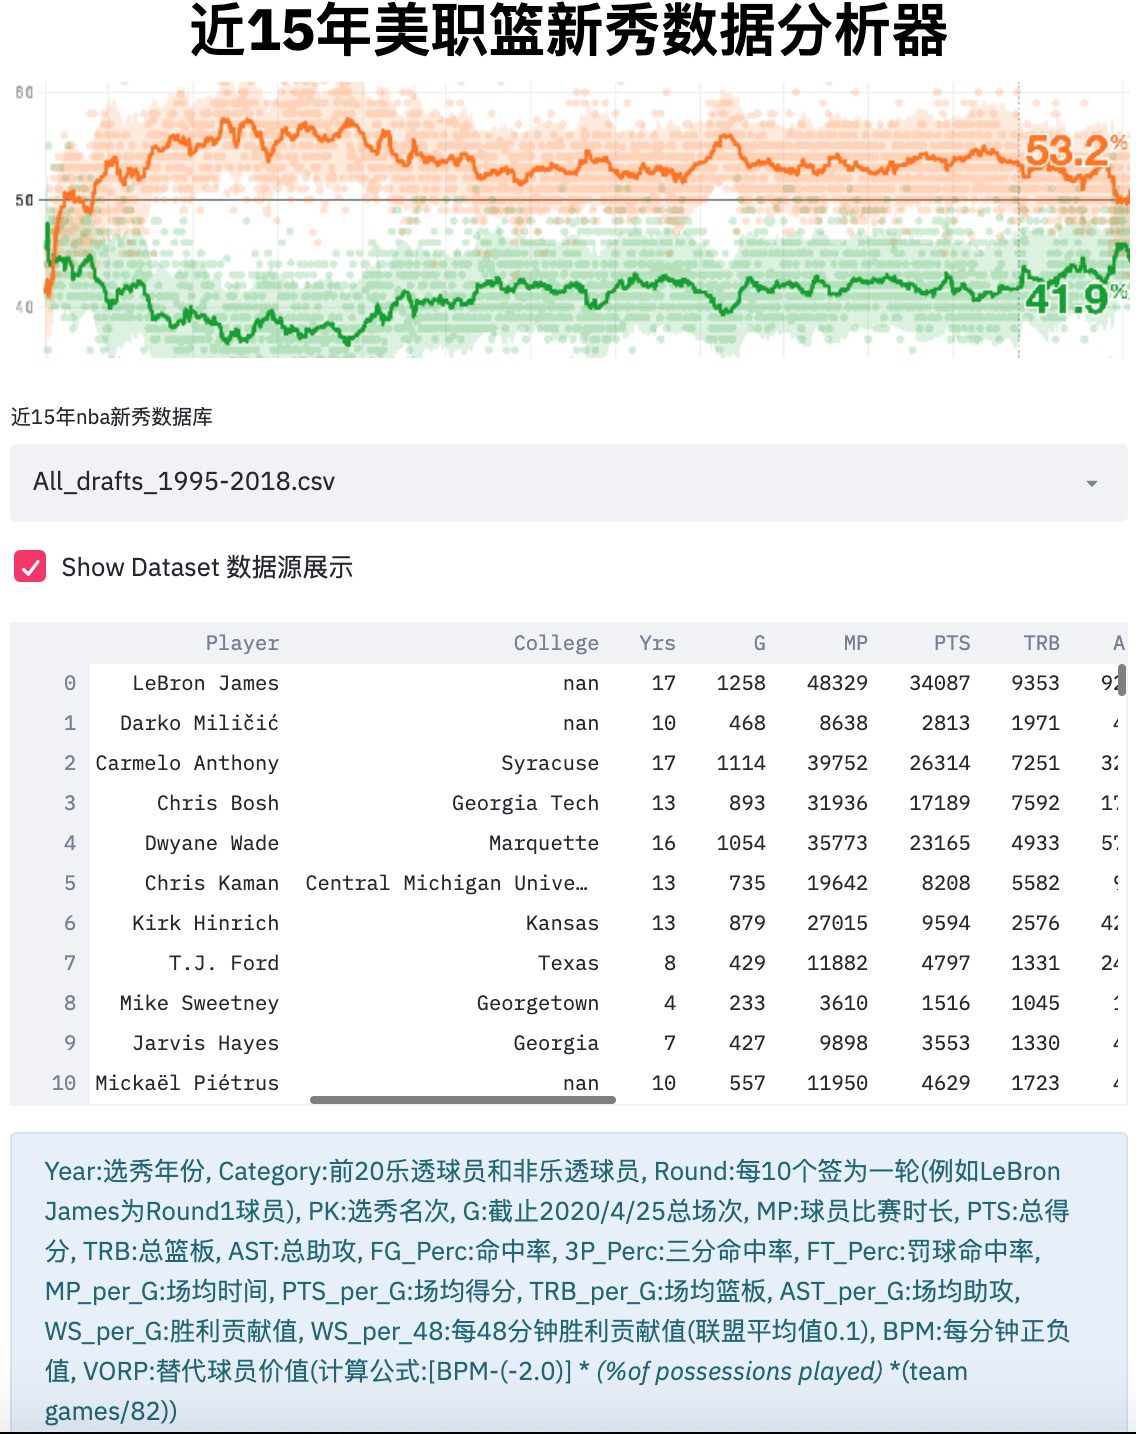 近15年美职篮新秀数据分析器
60
50
40
53.2%
41.9%
近15年nba新秀数据库
All_drafts_1995-2018.csv
Show Dataset 数据源展示
Player College Yrs G MP PTS TRB A
0 LeBron James nan 17 1258 48329 34087 9353 92
1 Darko Miličić nan 10 468 8638 2813 1971
2 Carmelo Anthony Syracuse 17 1114 39752 26314 7251 32
3 Chris Bosh Georgia Tech 13 893 31936 17189 7592 17
4 Dwyane Wade Marquette 16 1054 35773 23165 4933 57
5 Chris Kaman Central Michigan Unive… 13 735 19642 8208 5582
6 Kirk Hinrich Kansas 13 879 27015 9594 2576 42
7 T.J. Ford Texas 8 429 11882 4797 1331 24
8 Mike Sweetney Georgetown 4 233 3610 1516 1045
9 Jarvis Hayes Georgia 7 427 9898 3553 1330
10 Mickaël Piétrus nan 10 557 11950 4629 1723
Year:选秀年份, Category:前20乐透球员和非乐透球员, Round:每10个签为一轮(例如LeBron
James为Round1球员), PK:选秀名次, G:截止2020/4/25总场次, MP:球员比赛时长, PTS:总得
分, TRB:总篮板, AST:总助攻, FG_Perc:命中率, 3P_Perc:三分命中率, FT_Perc:罚球命中率,
MP_per_G:场均时间, PTS_per_G:场均得分, TRB_per_G:场均篮板, AST_per_G:场均助攻,
WS_per_G:胜利贡献值, WS_per_48:每48分钟胜利贡献值(联盟平均值0.1), BPM:每分钟正负
值, VORP:替代球员价值(计算公式:[BPM-(-2.0)] * (%of possessions played) *(team
games/82))